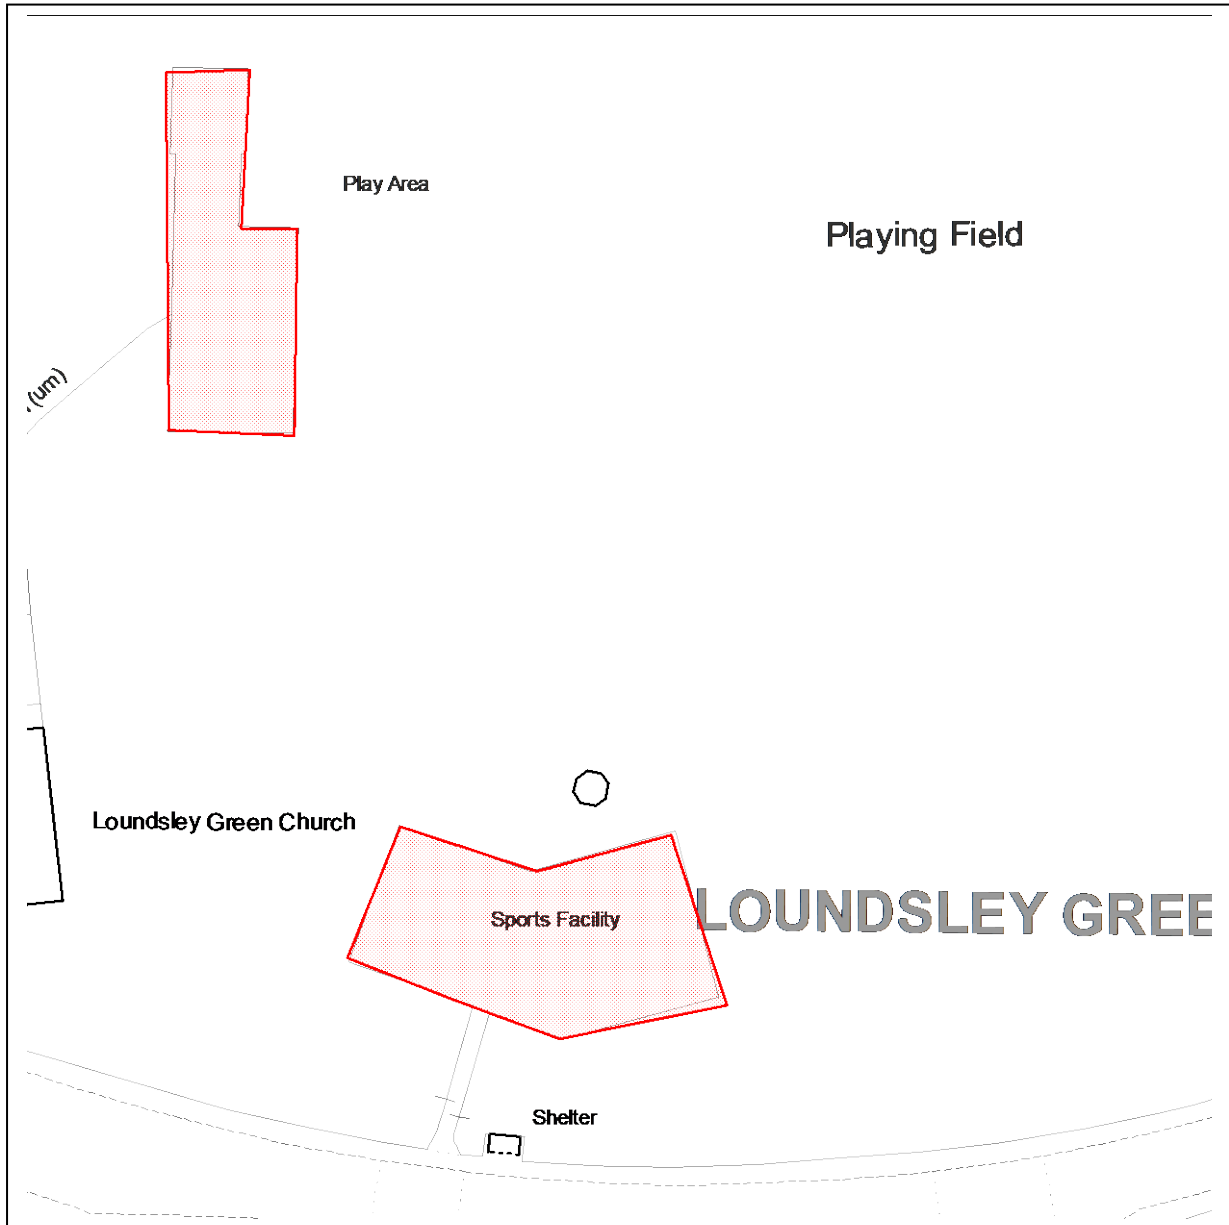 Play Area
Playing Field
(um)
Loundsley Green Church
LOUNDSLEY GREE
Sports Facility
Shelter